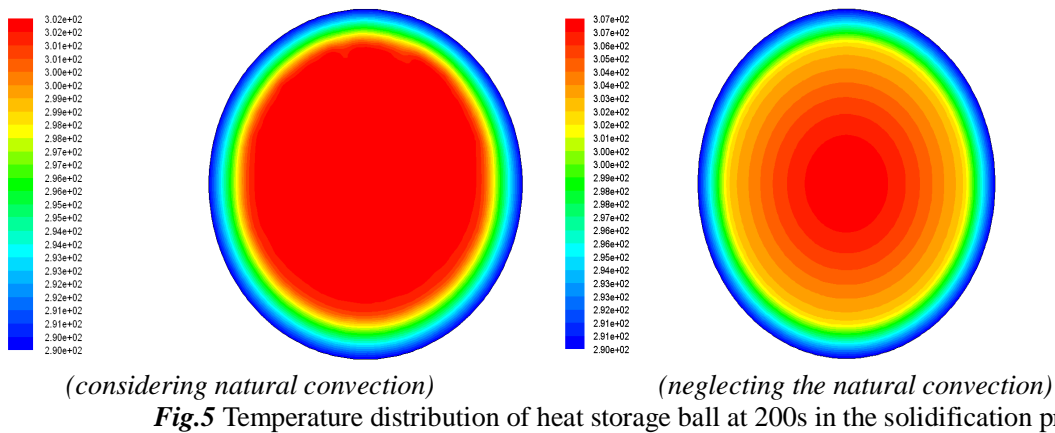 3.02e+02
3.02e+02
3.01e+02
3.01e+02
3.00e+02
3.00e+02
2.99e+02
2.99e+02
2.98e+02
2.98e+02
2.97e+02
2.97e+02
2.96e+02
2.96e+02
2.95e+02
2.95e+02
2.94e+02
2.94e+02
2.93e+02
2.93e+02
2.92e+02
2.92e+02
2.91e+02
2.91e+02
2.90e+02
2.90e+02
3.07e+02
3.07e+02
3.06e+02
3.05e+02
3.05e+02
3.04e+02
3.03e+02
3.03e+02
3.02e+02
3.01e+02
3.00e+02
3.00e+02
2.99e+02
2.98e+02
2.98e+02
2.97e+02
2.96e+02
2.96e+02
2.95e+02
2.94e+02
2.93e+02
2.93e+02
2.92e+02
2.91e+02
2.91e+02
2.90e+02
(considering natural convection) (neglecting the natural convection)
Fig.5 Temperature distribution of heat storage ball at 200s in the solidification p